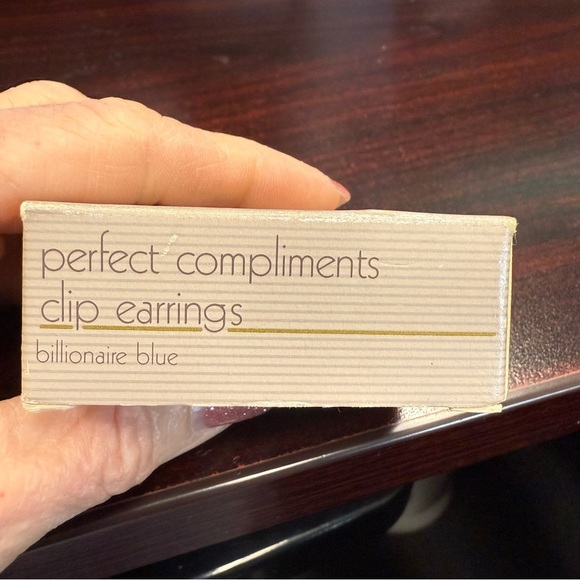 perfect compliments
clip earrings
billionaire blue